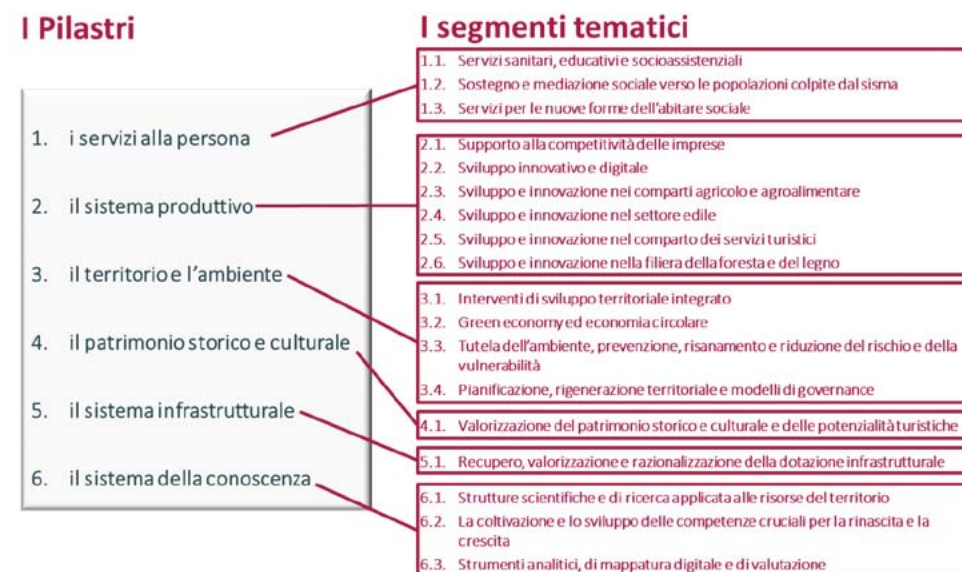 I Pilastri
1. i servizi alla persona
2. il sistema produttivo
3. il territorio e l'ambiente
4. il patrimonio storico e culturale
5. il sistema infrastrutturale
6. il sistema della conoscenza
I segmenti tematici
1.1. Servizi sanitari, educativi e socioassistenziali
1.2. Sostegno e mediazione sociale verso le popolazioni colpite dal sisma
1.3. Servizi per le nuove forme dell'abitare sociale
2.1. Supporto alla competitività delle imprese
2.2. Sviluppo innovativo e digitale
2.3. Sviluppo e innovazione nei comparti agricolo e agroalimentare
2.4. Sviluppo e innovazione nel settore edile
2.5. Sviluppo e innovazione nel comparto dei servizi turistici
2.6. Sviluppo e innovazione nella filiera della foresta e del legno
3.1. Interventi di sviluppo territoriale integrato
3.2. Green economy ed economia circolare
3.3. Tutela dell'ambiente, prevenzione, risanamento e riduzione del rischio e della
vulnerabilità
3.4. Pianificazione, rigenerazione territoriale e modelli di governance
4.1. Valorizzazione del patrimonio storico e culturale e delle potenzialità turistiche
5.1. Recupero, valorizzazione e razionalizzazione della dotazione infrastrutturale
6.1. Strutture scientifiche e di ricerca applicata alle risorse del territorio
6.2. La coltivazione e lo sviluppo delle competenze cruciali per la rinascita e la
crescita
6.3. Strumenti analitici, di mappatura digitale e di valutazione